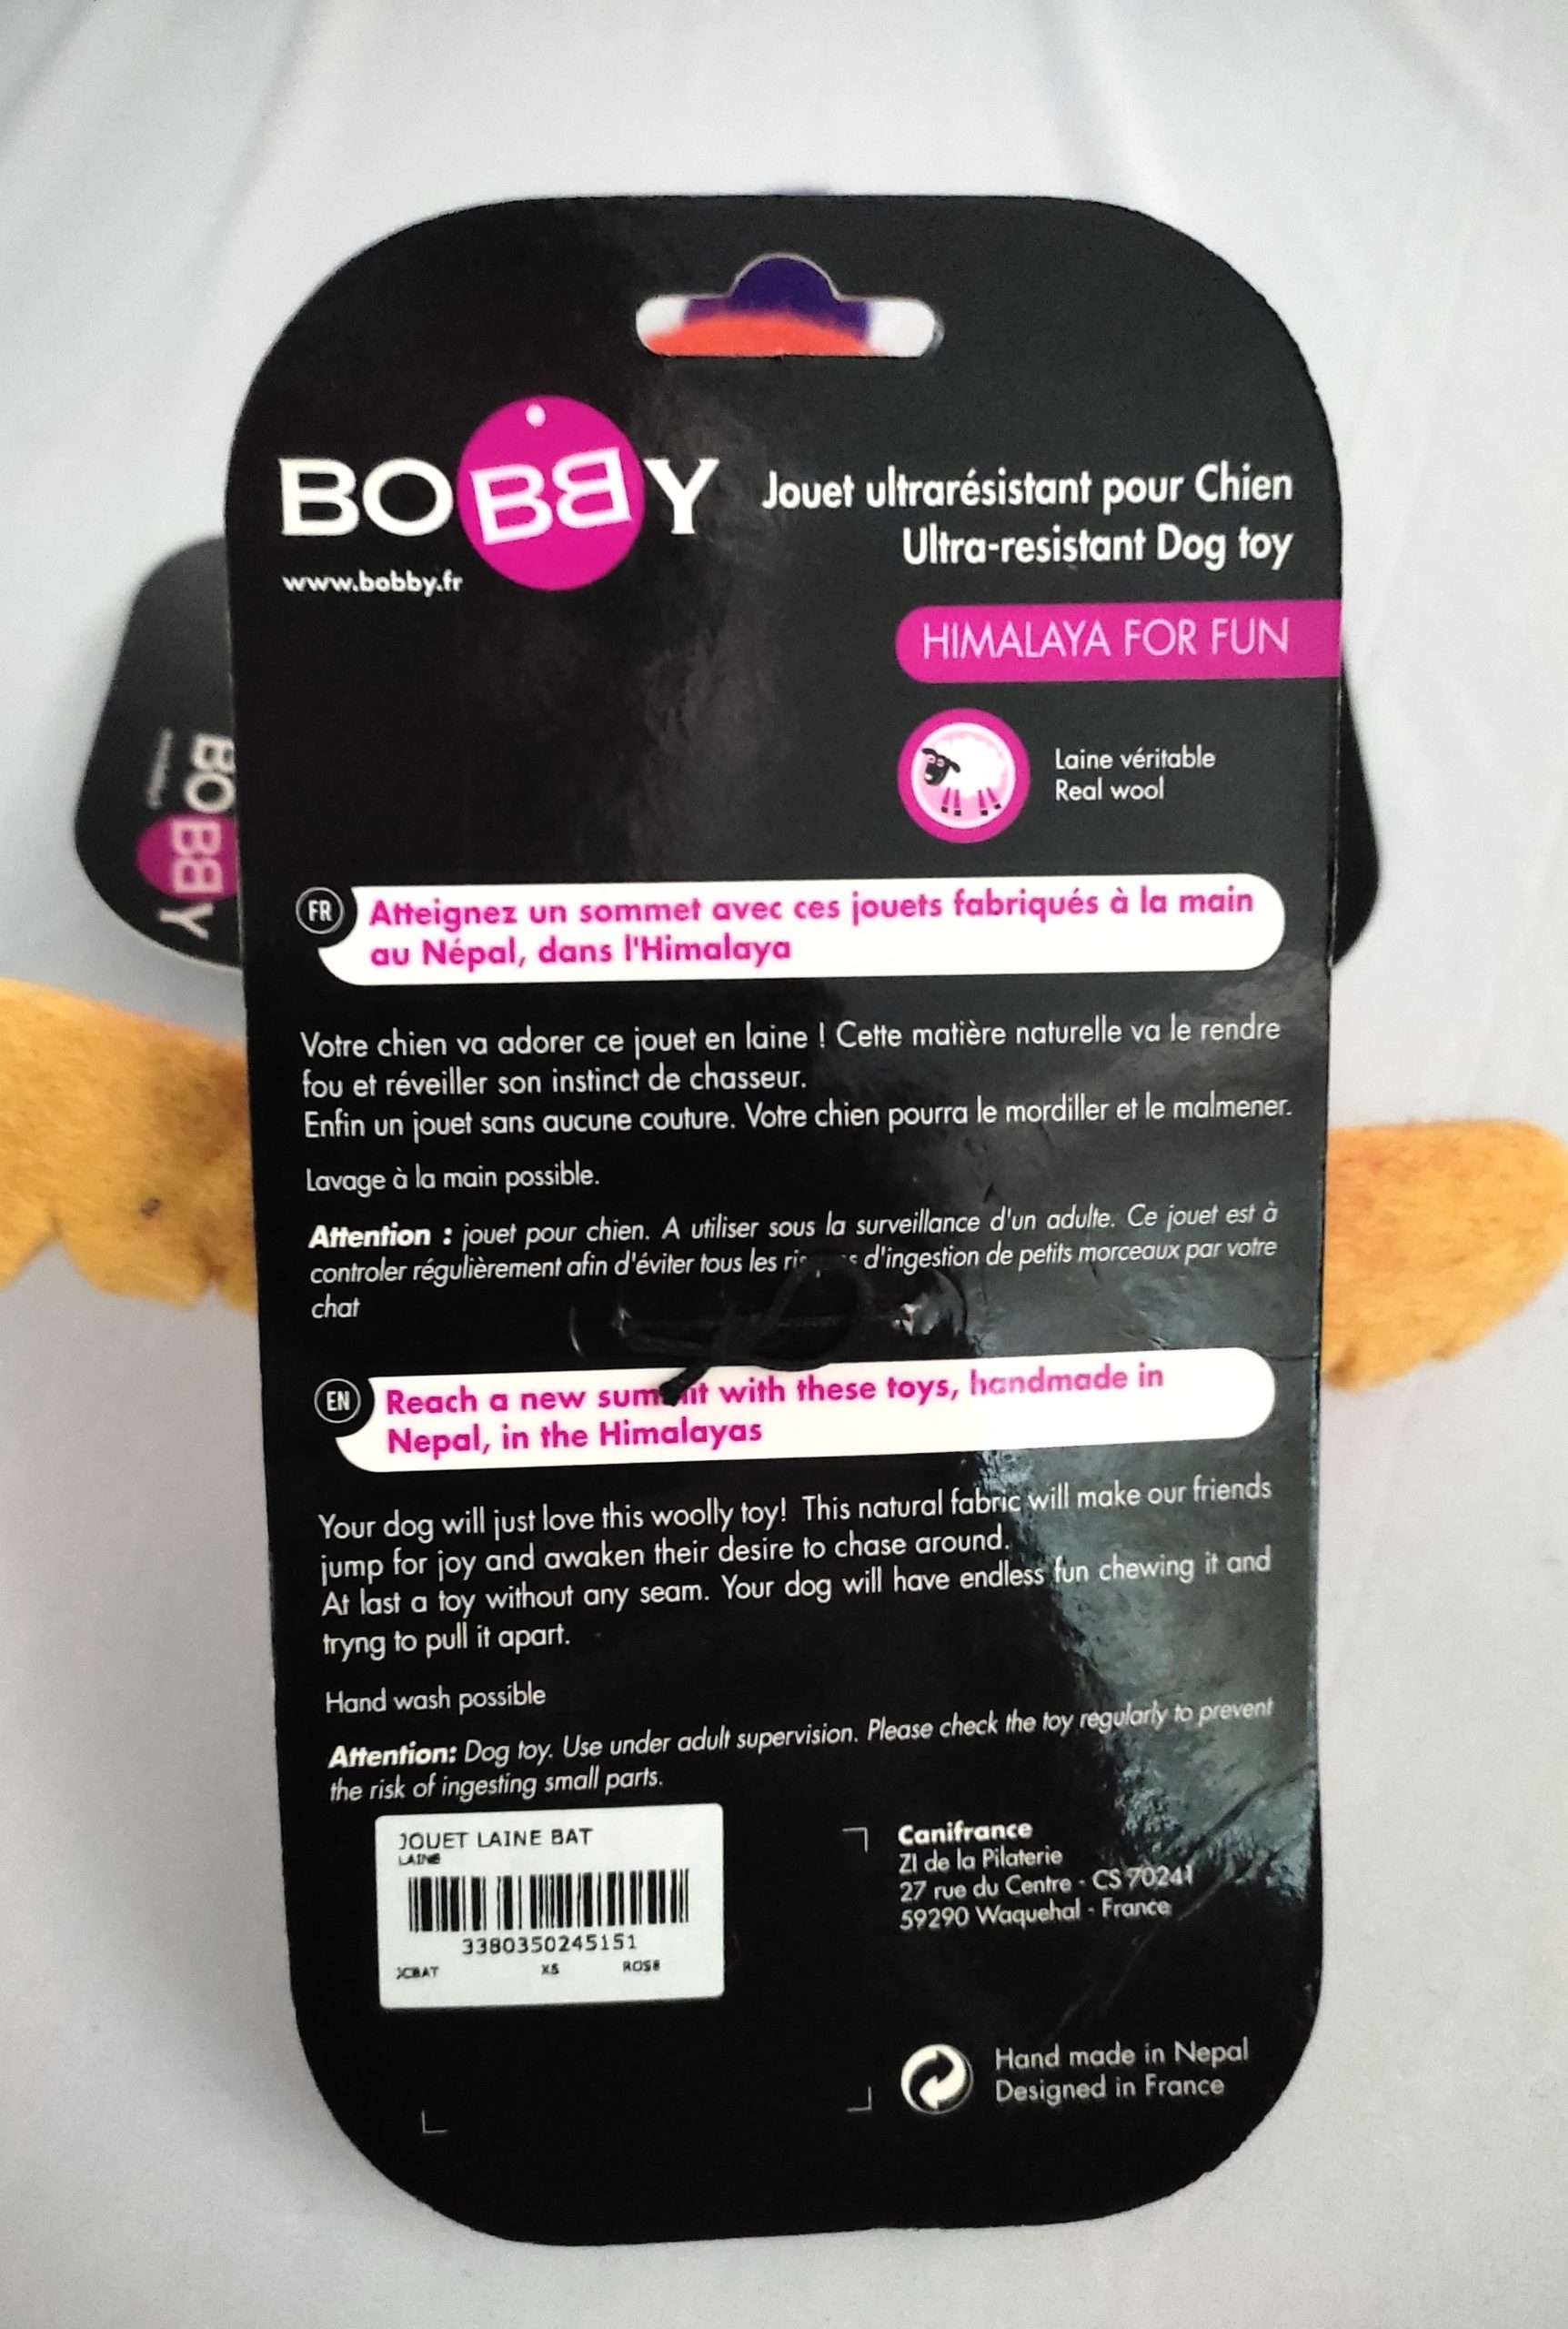 BOBBY
www.bobby.fr
Jouet ultrarésistant pour Chien
Ultra-resistant Dog toy
HIMALAYA FOR FUN
Laine véritable
Real wool
FR
Atteignez un sommet avec ces jouets fabriqués à la main
au Népal, dans l'Himalaya
Votre chien va adorer ce jouet en laine ! Cette matière naturelle va le rendre
fou et réveiller son instinct de chasseur.
Enfin un jouet sans aucune couture. Votre chien pourra le mordiller et le malmener.
Lavage à la main possible.
Attention : jouet pour chien. A utiliser sous la surveillance d'un adulte. Ce jouet est à
controler régulièrement afin d'éviter tous les d'ingestion de petits morceaux par votre
chat
EN
Reach a new summit with these toys, handmade in
Nepal, in the Himalayas
Your dog will just love this woolly toy! This natural fabric will make our friends
jump for joy and awaken their desire to chase around.
At last a toy without any seam. Your dog will have endless fun chewing it and
tryng to pull it apart.
Hand wash possible
Attention: Dog toy. Use under adult supervision. Please check the toy regularly to prevent
the risk of ingesting small parts.
JOUET LAINE BAT
LAINE
3380350245151
XS ROSE
Canifrance
ZI de la Pilaterie
27 rue du Centre - CS 70241
59290 Waquehal - France
Hand made in Nepal
Designed in France
BOBBY